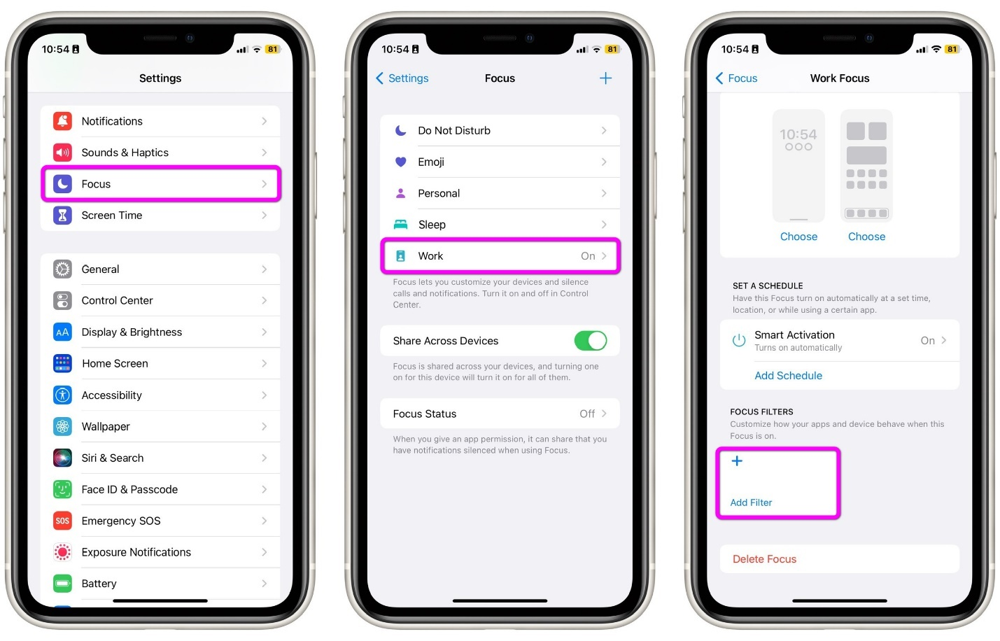 10:54
81
Settings
Notifications
Sounds & Haptics
Focus
Screen Time
General
Control Center
AA Display & Brightness
Home Screen
Accessibility
Wallpaper
Siri & Search
Face ID & Passcode
SOS Emergency SOS
Exposure Notifications
Battery
10:54
81
Settings Focus +
Do Not Disturb
Emoji
Personal
Sleep
Work On
Focus lets you customize your devices and silence
calls and notifications. Turn it on and off in Control
Center.
Share Across Devices
Focus is shared across your devices, and turning one
on for this device will turn it on for all of them.
Focus Status Off
When you give an app permission, it can share that you
have notifications silenced when using Focus.
10:54
81
Focus Work Focus
10:54
Choose Choose
SET A SCHEDULE
Have this Focus turn on automatically at a set time,
location, or while using a certain app.
Smart Activation On
Turns on automatically
Add Schedule
FOCUS FILTERS
Customize how your apps and device behave when this
Focus is on.
+
Add Filter
Delete Focus